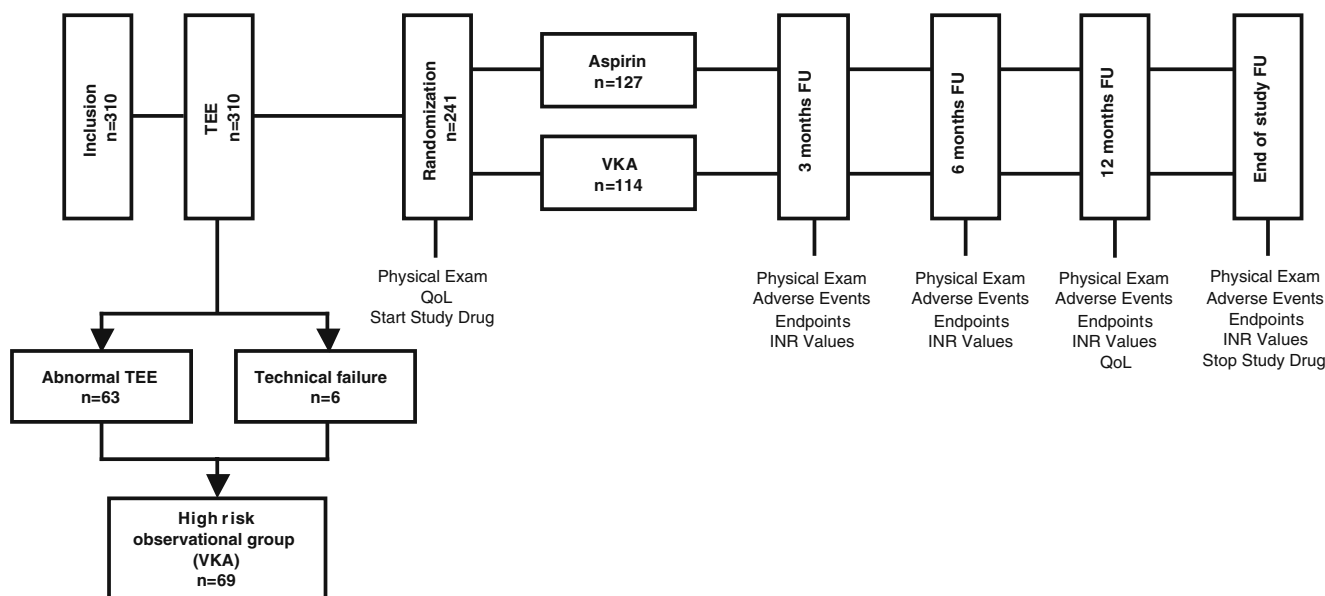 Inclusion
n=310
TEE
n=310
Randomization
n=241
Aspirin
n=127
VKA
n=114
3 months FU
6 months FU
12 months FU
End of study FU
Physical Exam
QoL
Start Study Drug
Physical Exam
Adverse Events
Endpoints
INR Values
Physical Exam
Adverse Events
Endpoints
INR Values
Physical Exam
Adverse Events
Endpoints
INR Values
QoL
Physical Exam
Adverse Events
Endpoints
INR Values
Stop Study Drug
Abnormal TEE
n=63
Technical failure
n=6
High risk
observational group
(VKA)
n=69